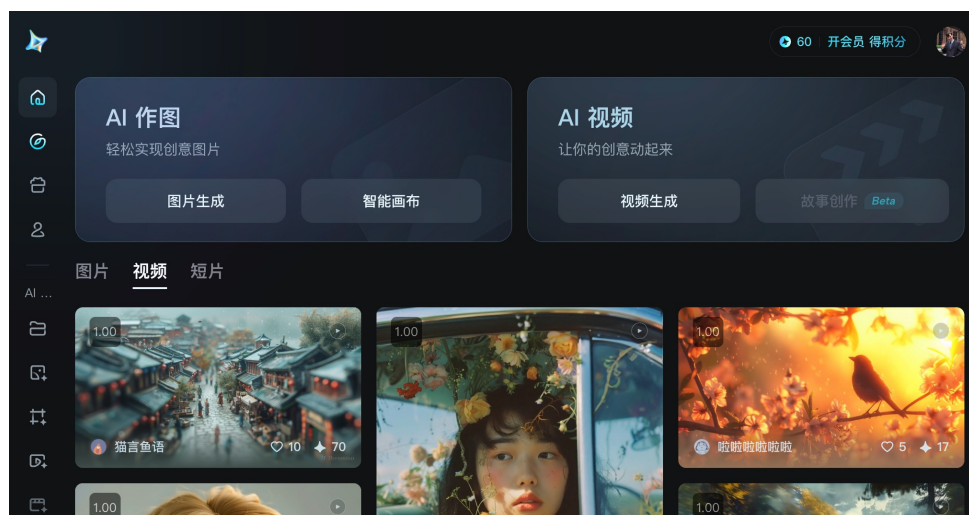 60 开会员 得积分
AI 作图
轻松实现创意图片
图片生成 智能画布
AI 视频
让你的创意动起来
视频生成 故事创作 Beta
图片 视频 短片
AI ...
1.00
猫言鱼语 10 70
1.00
1.00
啦啦啦啦啦啦 5 17
1.00
1.00